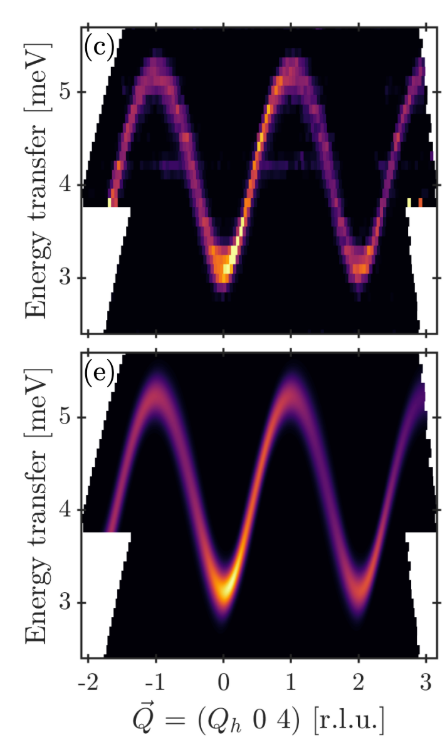 (c)
Energy transfer [meV]
5
4
3
(e)
Energy transfer [meV]
5
4
3
-2 -1 0 1 2 3
$\vec{Q}$ = ($Q_h$ 0 4) [r.l.u.]